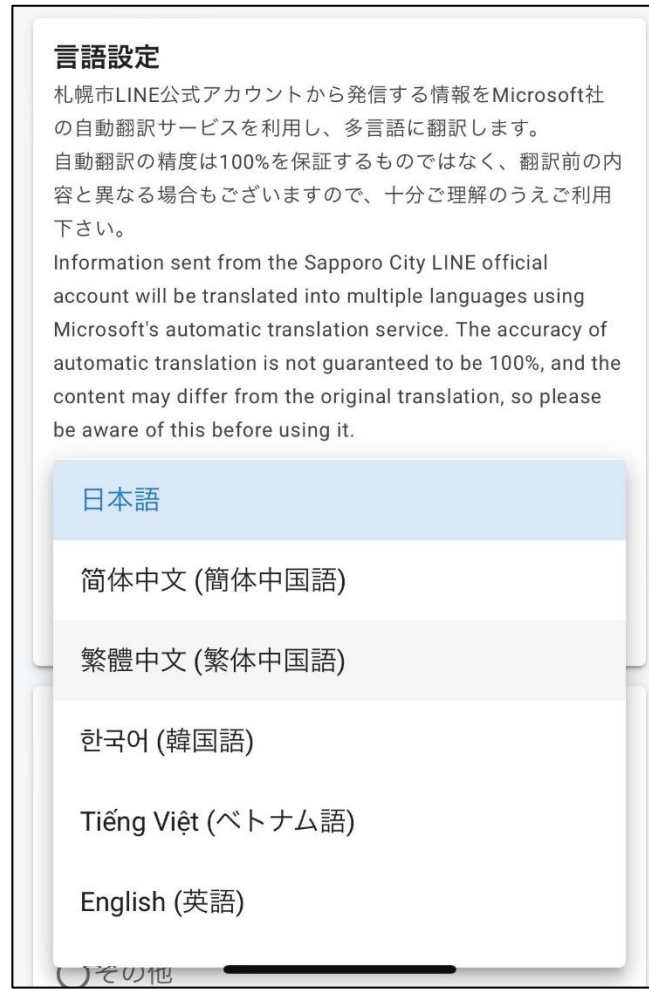 言語設定
札幌市LINE公式アカウントから発信する情報をMicrosoft社
の自動翻訳サービスを利用し、多言語に翻訳します。
自動翻訳の精度は100%を保証するものではなく、翻訳前の内
容と異なる場合もございますので、十分ご理解のうえご利用
下さい。
Information sent from the Sapporo City LINE official
account will be translated into multiple languages using
Microsoft's automatic translation service. The accuracy of
automatic translation is not guaranteed to be 100%, and the
content may differ from the original translation, so please
be aware of this before using it.
日本語
简体中文 (簡体中国語)
繁體中文 (繁体中国語)
한국어 (韓国語)
Tiếng Việt (ベトナム語)
English (英語)
その他